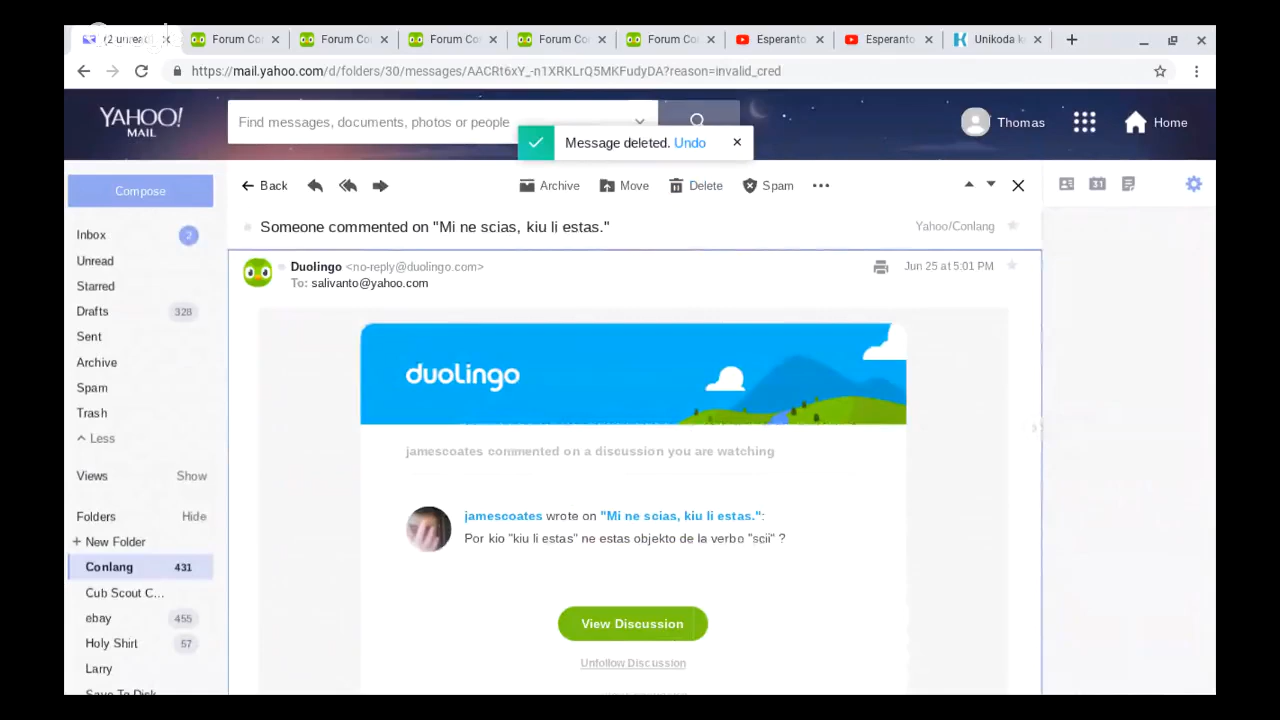 (2 unread)
Forum Co
Forum Co
Forum Co
Forum Co
Forum Co
Esperanto
Esperanto
Unikoda k
https://mail.yahoo.com/d/folders/30/messages/AACRt6xY_-n1XRKLrQ5MKFudyDA?reason=invalid_cred
YAHOO!
MAIL
Find messages, documents, photos or people
Thomas
Home
Message deleted. Undo
Compose
Back
Archive
Move
Delete
Spam
31
Someone commented on "Mi ne scias, kiu li estas."
Yahoo/Conlang
Inbox 2
Unread
Starred
Drafts 328
Sent
Archive
Spam
Trash
Less
Views Show
Folders Hide
+ New Folder
Conlang 431
Cub Scout C...
ebay 455
Holy Shirt 57
Larry
Save To Disk
Duolingo <no-reply@duolingo.com>
Jun 25 at 5:01 PM
To: salivanto@yahoo.com
duolingo
jamescoates commented on a discussion you are watching
jamescoates wrote on "Mi ne scias, kiu li estas.":
Por kio "kiu li estas" ne estas objekto de la verbo "scii" ?
View Discussion
Unfollow Discussion